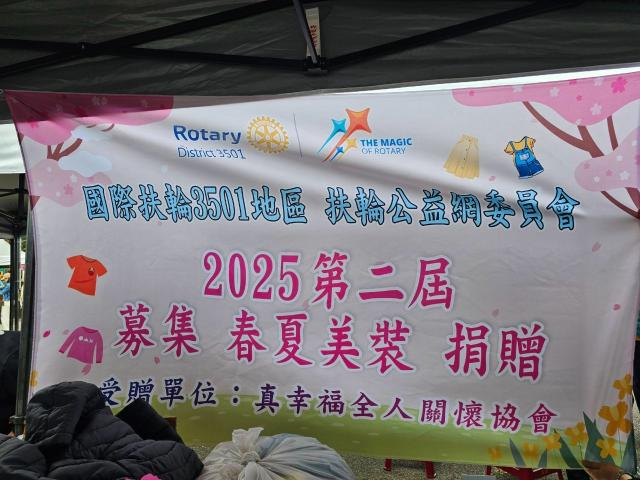 Rotary
District 3501
THE MAGIC
OF ROTARY
國際扶輪3501地區 扶輪公益網委員會
2025第二屆
募集 春夏美裝 捐贈
受贈單位：真幸福全人關懷協會